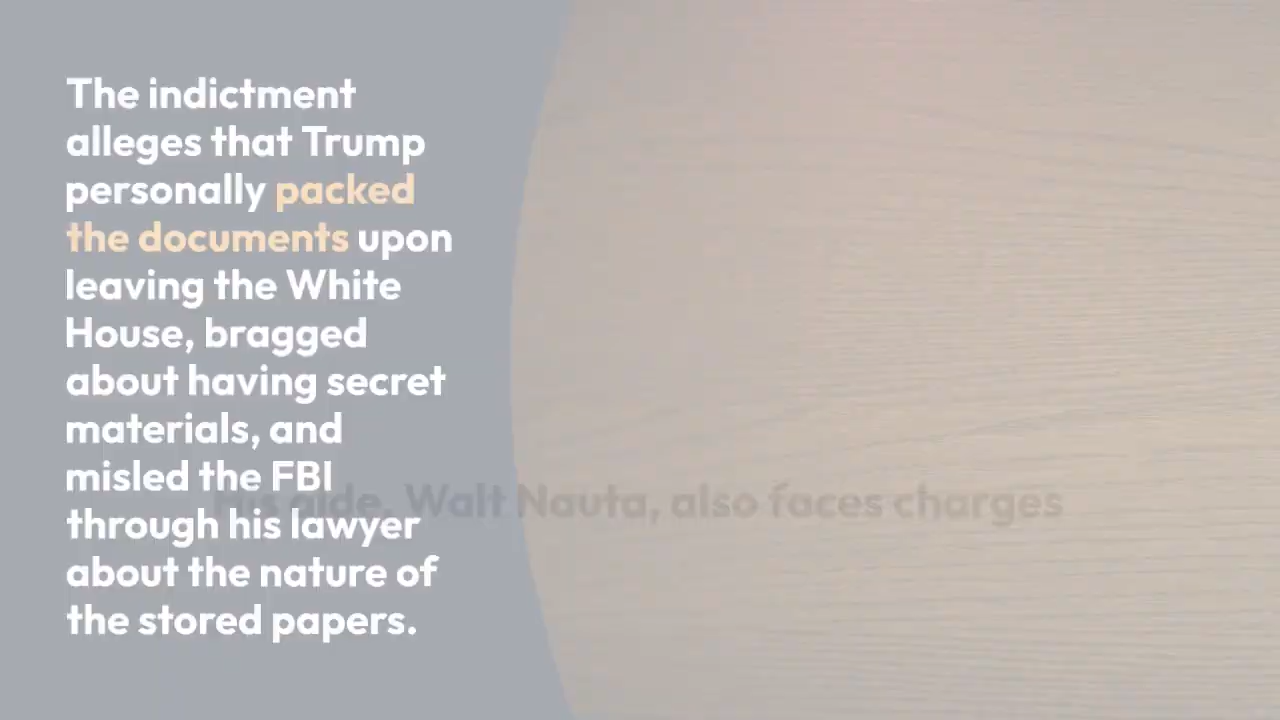 The indictment
alleges that Trump
personally packed
the documents upon
leaving the White
House, bragged
about having secret
materials, and
misled the FBI
through his lawyer
about the nature of
the stored papers.
his aide, Walt Nauta, also faces charges